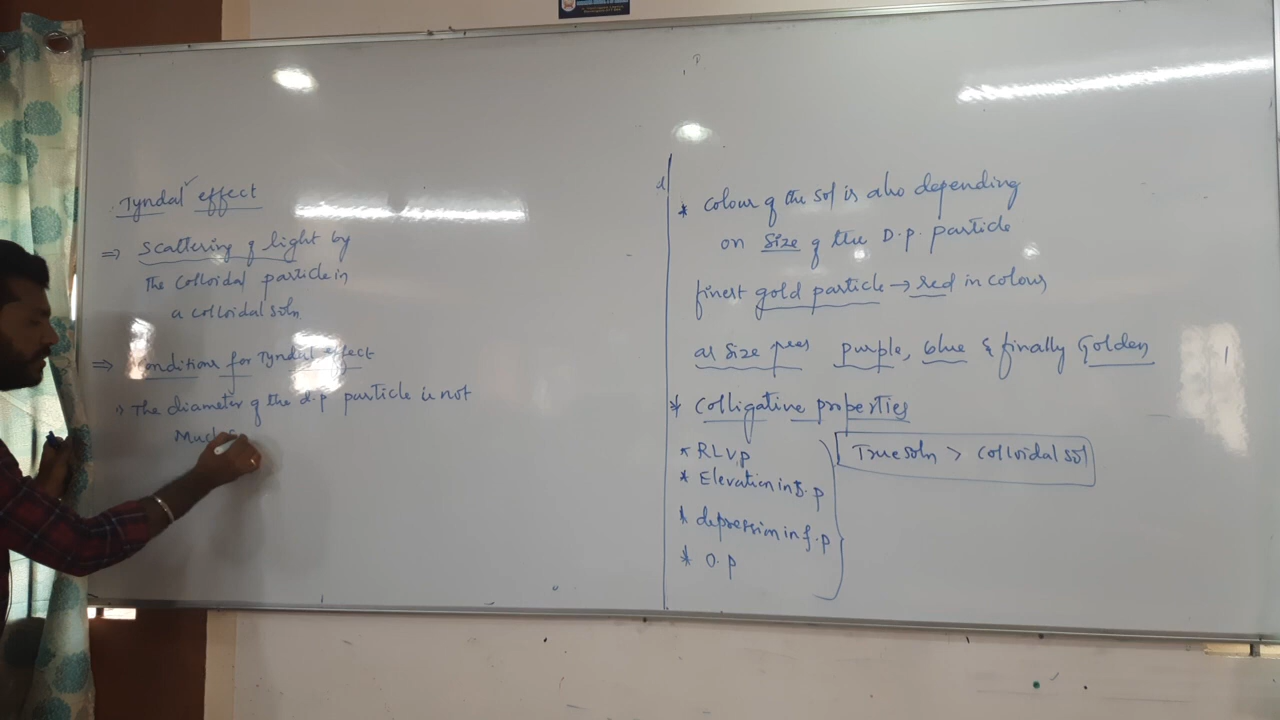 Tyndal effect
⇒ Scattering of light by
the colloidal particle in
a colloidal soln
⇒ Conditions for Tyndal effect
1) The diameter of the d.p particle is not
Much
* Colour of the sol is also depending
on size of the D.p. particle
finest gold particle → red in colour
as size purple, blue & finally Golden
* Colligative properties
* RLvp
* Elevation in b.p
* depression in f.p
* O.p
True soln > Colloidal sol